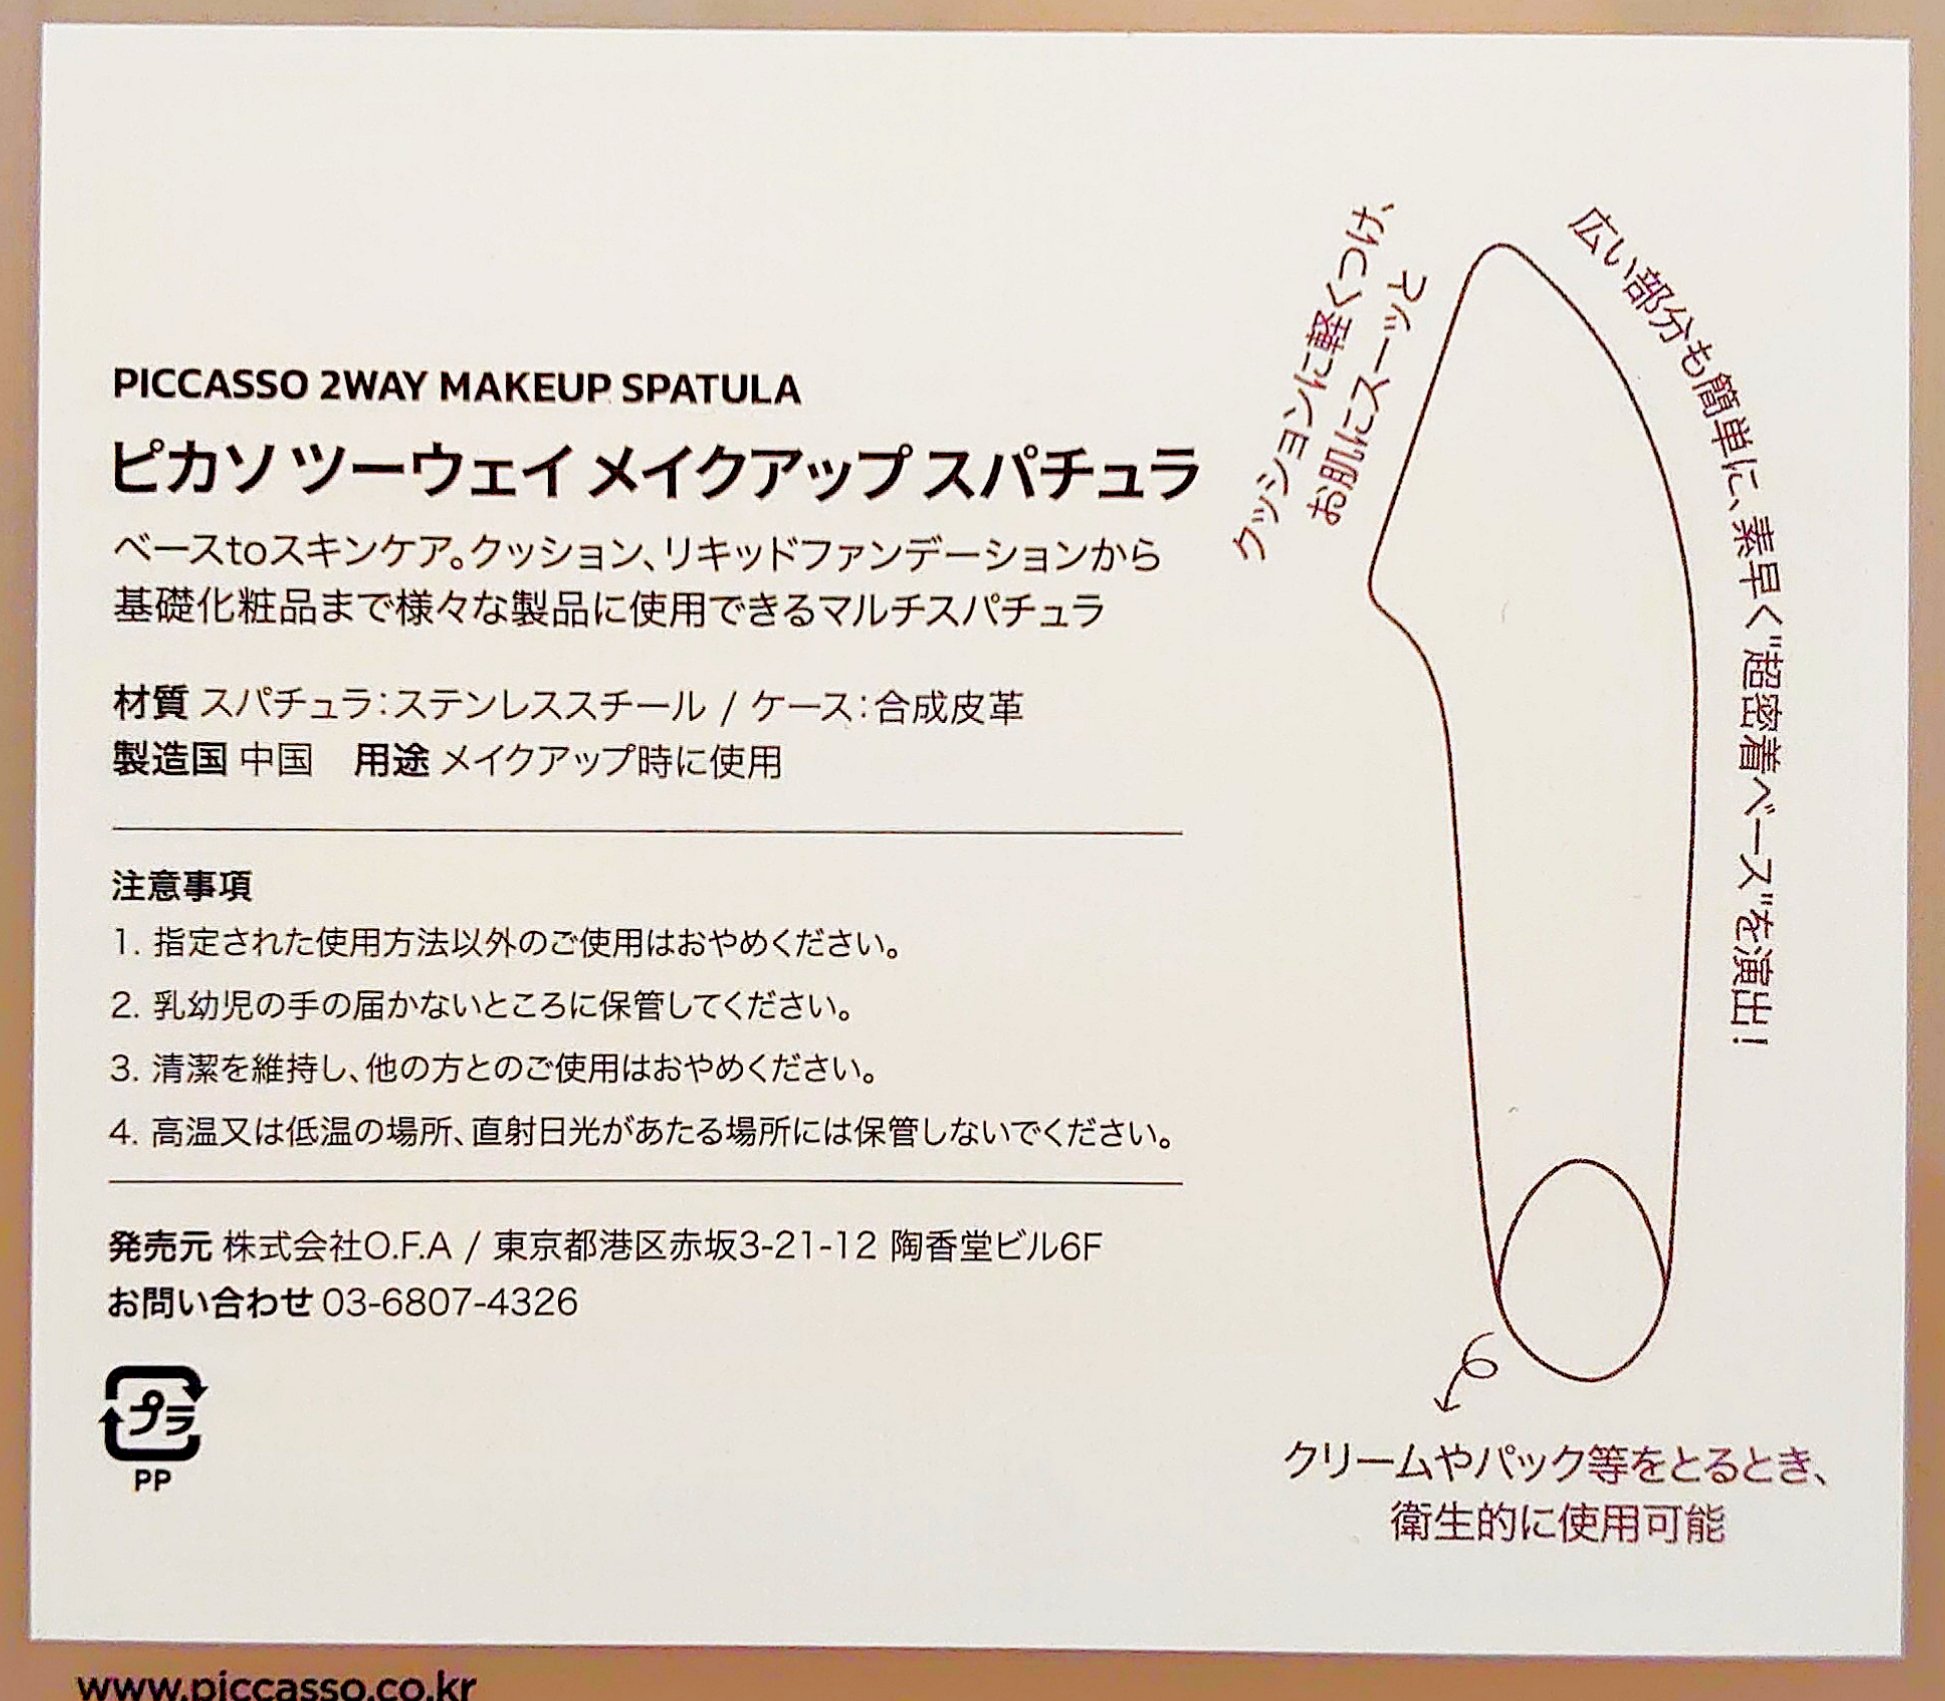 PICCASSO 2WAY MAKEUP SPATULA
ピカソ ツーウェイ メイクアップ スパチュラ
ベースtoスキンケア。クッション、リキッドファンデーションから
基礎化粧品まで様々な製品に使用できるマルチスパチュラ
材質 スパチュラ：ステンレススチール / ケース：合成皮革
製造国 中国　用途 メイクアップ時に使用
注意事項
1. 指定された使用方法以外のご使用はおやめください。
2. 乳幼児の手の届かないところに保管してください。
3. 清潔を維持し、他の方とのご使用はおやめください。
4. 高温又は低温の場所、直射日光があたる場所には保管しないでください。
発売元 株式会社O.F.A / 東京都港区赤坂3-21-12 陶香堂ビル6F
お問い合わせ 03-6807-4326
プラ
PP
クッションに軽くつけ、
お肌にスーッと
広い部分も簡単に、素早く"超密着ベース"を演出！
クリームやパック等をとるとき、
衛生的に使用可能
www.piccasso.co.kr